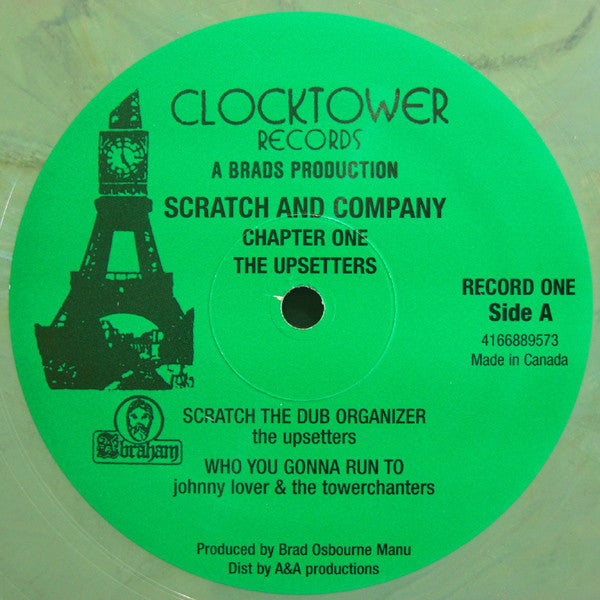 CLOCKTOWER
RECORDS
A BRADS PRODUCTION
SCRATCH AND COMPANY
CHAPTER ONE
THE UPSETTERS
RECORD ONE
Side A
4166889573
Made in Canada
SCRATCH THE DUB ORGANIZER
the upsetters
Abraham
WHO YOU GONNA RUN TO
johnny lover & the towerchanters
Produced by Brad Osbourne Manu
Dist by A&A productions